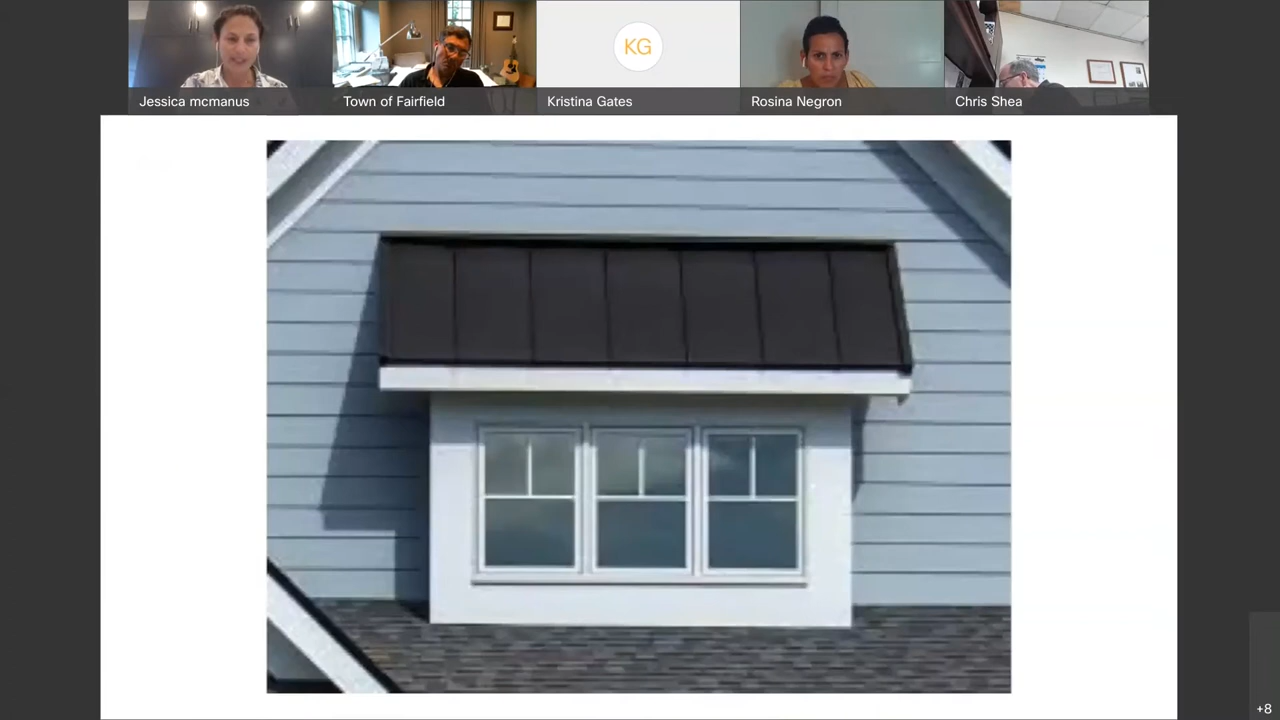 Jessica mcmanus
Town of Fairfield
KG
Kristina Gates
Rosina Negron
Chris Shea
+8